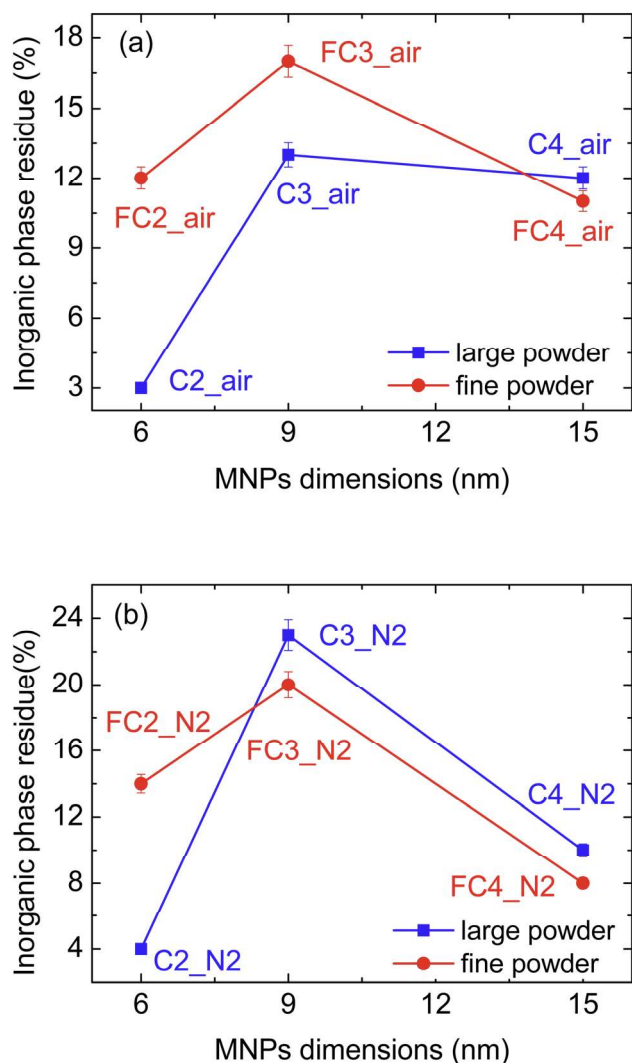 (a)
Inorganic phase residue (%)
18
15
12
9
6
3
FC3_air
C4_air
FC2_air
C3_air
FC4_air
C2_air
large powder
fine powder
6
9
12
15
MNPs dimensions (nm)
(b)
Inorganic phase residue(%)
24
20
16
12
8
4
C3_N2
FC2_N2
FC3_N2
C4_N2
FC4_N2
C2_N2
large powder
fine powder
6
9
12
15
MNPs dimensions (nm)